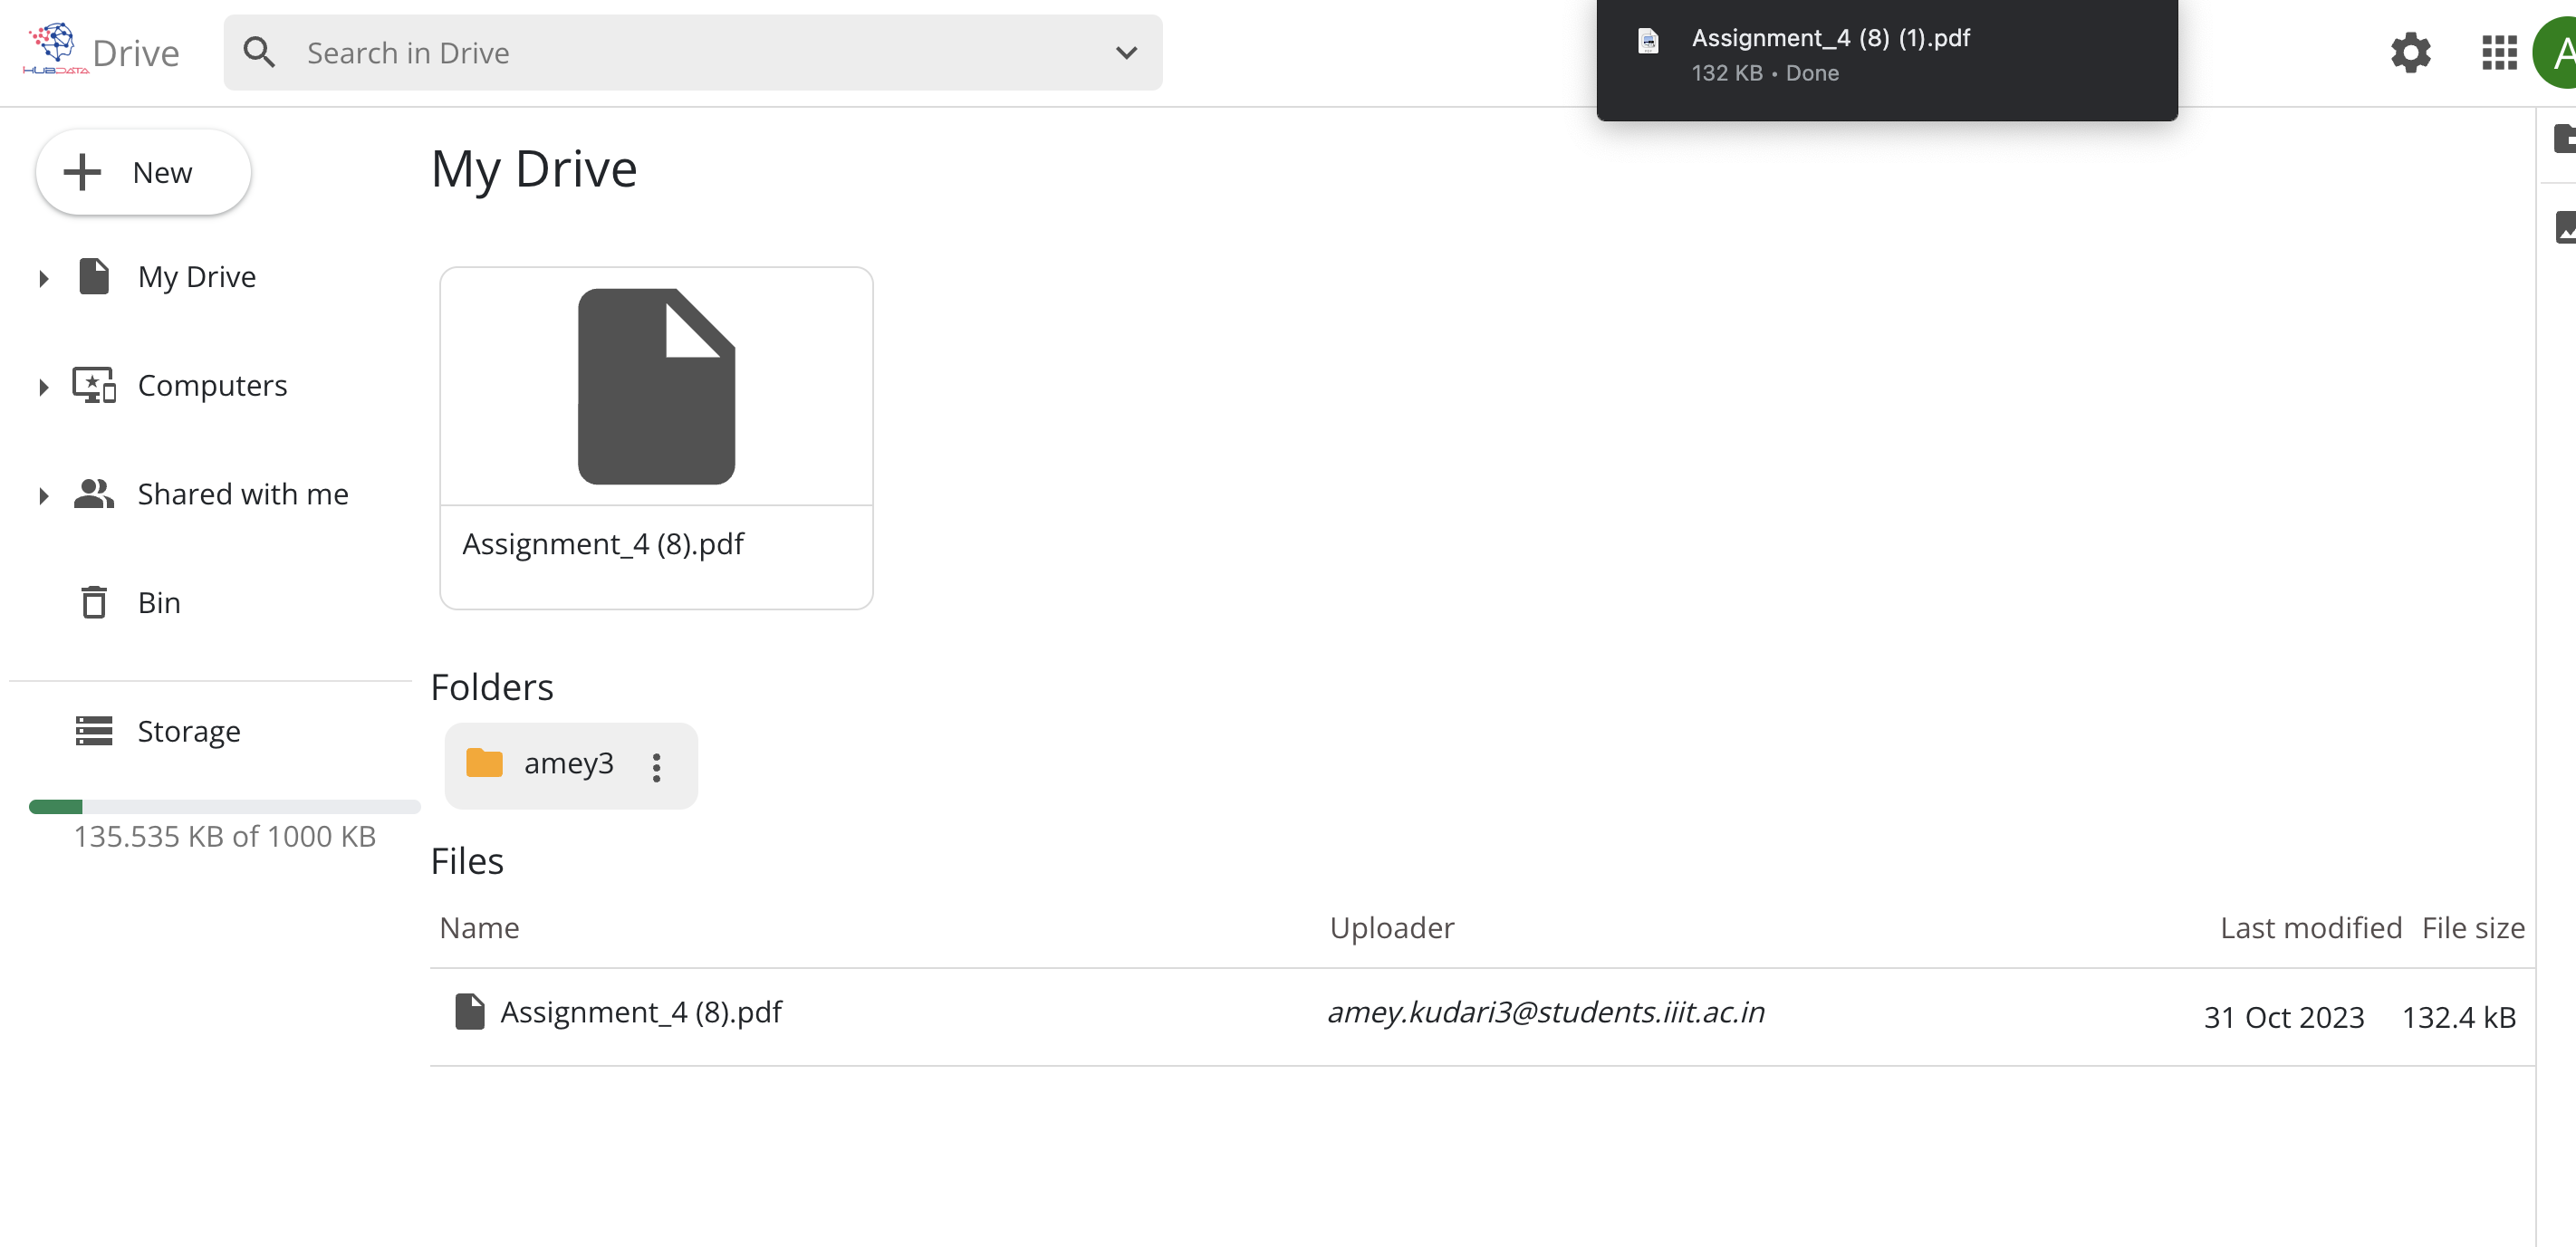 HUBDATA
Drive
Search in Drive
Assignment_4 (8) (1).pdf
132 KB • Done
A
New
My Drive
Computers
Shared with me
Bin
Storage
135.535 KB of 1000 KB
My Drive
Assignment_4 (8).pdf
Folders
amey3
Files
Name Uploader Last modified File size
Assignment_4 (8).pdf amey.kudari3@students.iiit.ac.in 31 Oct 2023 132.4 kB